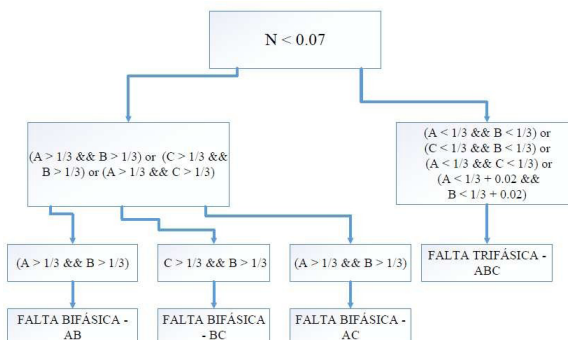 N < 0.07
(A > 1/3 && B > 1/3) or (C > 1/3 &&
B > 1/3) or (A > 1/3 && C > 1/3)
(A < 1/3 && B < 1/3) or
(C < 1/3 && B < 1/3) or
(A < 1/3 && C < 1/3) or
(A < 1/3 + 0.02 &&
B < 1/3 + 0.02)
(A > 1/3 && B > 1/3)
C > 1/3 && B > 1/3
(A > 1/3 && B > 1/3)
FALTA TRIFÁSICA -
ABC
FALTA BIFÁSICA -
AB
FALTA BIFÁSICA
- BC
FALTA BIFÁSICA -
AC